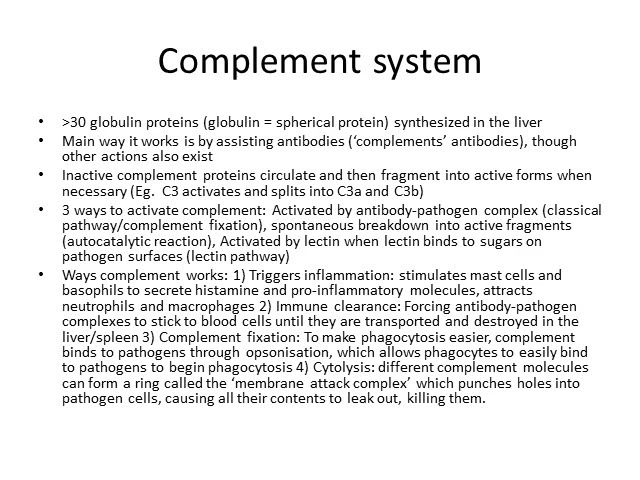 Complement system
• >30 globulin proteins (globulin = spherical protein) synthesized in the liver
• Main way it works is by assisting antibodies (‘complements’ antibodies), though
other actions also exist
• Inactive complement proteins circulate and then fragment into active forms when
necessary (Eg.  C3 activates and splits into C3a and C3b)
• 3 ways to activate complement: Activated by antibody-pathogen complex (classical
pathway/complement fixation), spontaneous breakdown into active fragments
(autocatalytic reaction), Activated by lectin when lectin binds to sugars on
pathogen surfaces (lectin pathway)
• Ways complement works: 1) Triggers inflammation: stimulates mast cells and
basophils to secrete histamine and pro-inflammatory molecules, attracts
neutrophils and macrophages 2) Immune clearance: Forcing antibody-pathogen
complexes to stick to blood cells until they are transported and destroyed in the
liver/spleen 3) Complement fixation: To make phagocytosis easier, complement
binds to pathogens through opsonisation, which allows phagocytes to easily bind
to pathogens to begin phagocytosis 4) Cytolysis: different complement molecules
can form a ring called the ‘membrane attack complex’ which punches holes into
pathogen cells, causing all their contents to leak out, killing them.